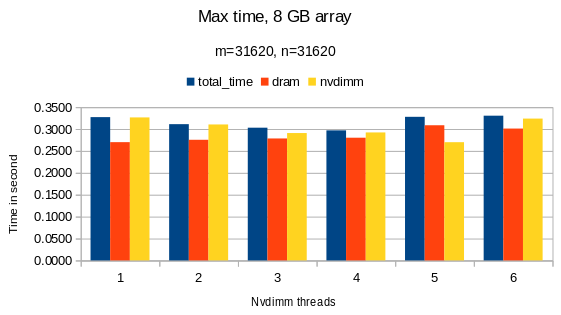 Max time, 8 GB array
m=31620, n=31620
total_time dram nvdimm
0.3500
0.3000
0.2500
0.2000
0.1500
0.1000
0.0500
0.0000
Time in second
1 2 3 4 5 6
Nvdimm threads